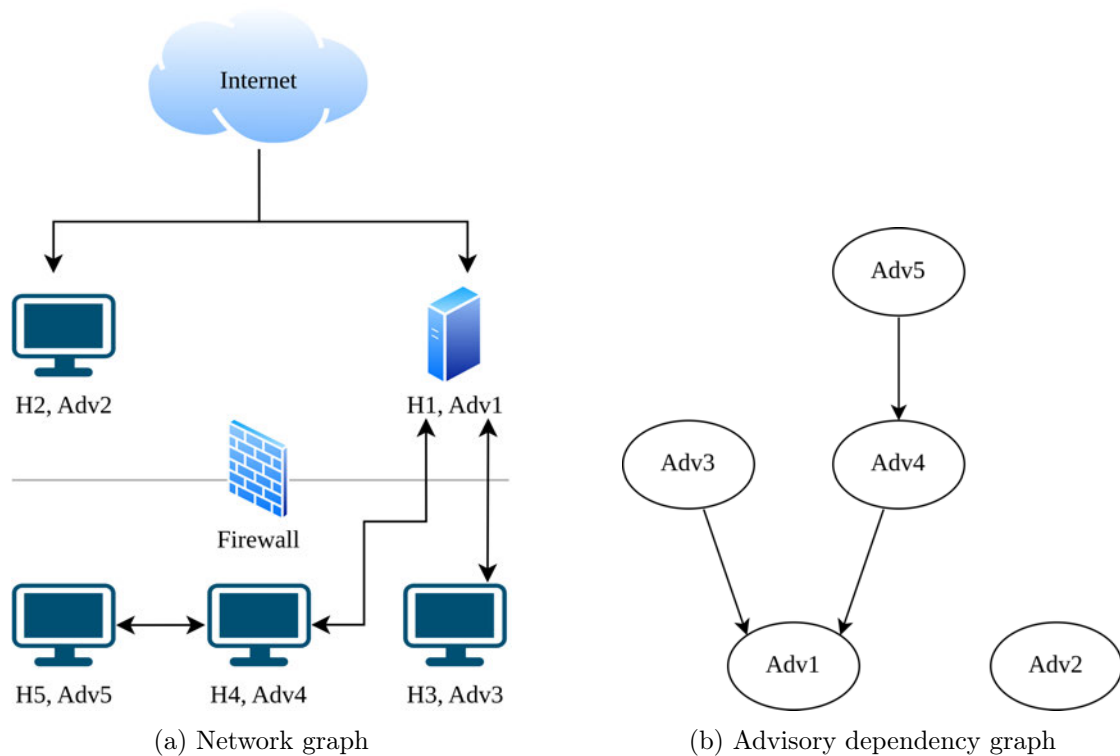 Internet
H2, Adv2
H1, Adv1
Firewall
H5, Adv5
H4, Adv4
H3, Adv3
(a) Network graph
Adv5
Adv3
Adv4
Adv1
Adv2
(b) Advisory dependency graph